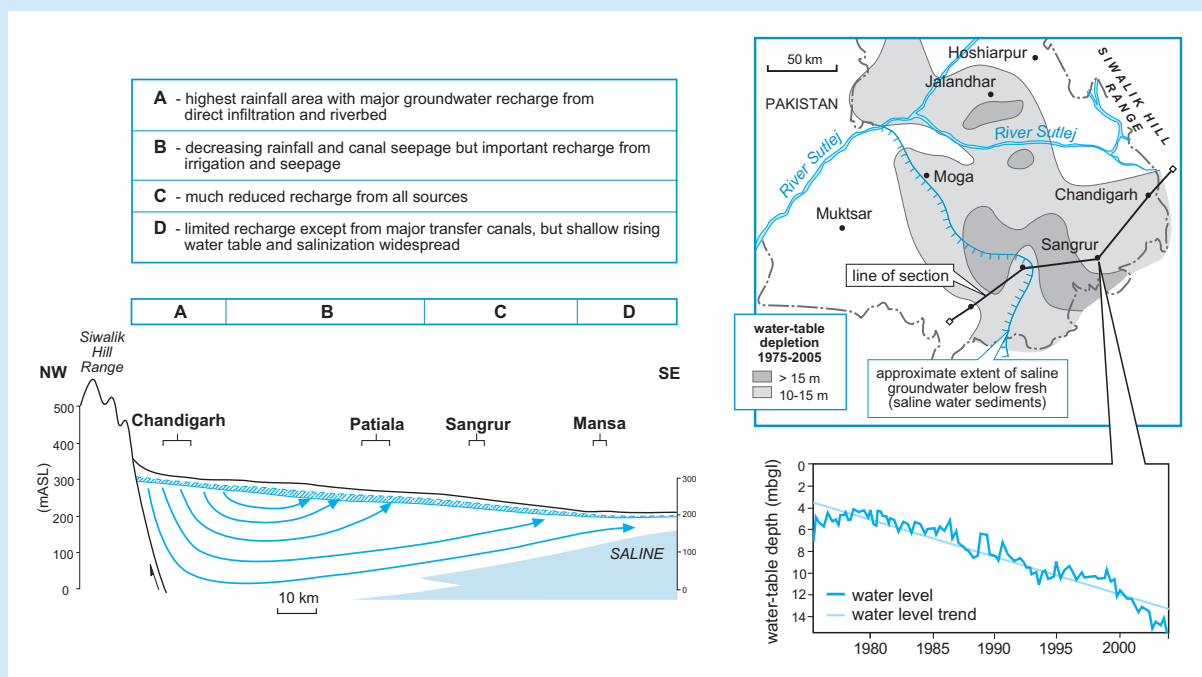 A - highest rainfall area with major groundwater recharge from
direct infiltration and riverbed
B - decreasing rainfall and canal seepage but important recharge from
irrigation and seepage
C - much reduced recharge from all sources
D - limited recharge except from major transfer canals, but shallow rising
water table and salinization widespread
A B C D
Siwalik
Hill
Range
NW SE
500
400
300
200
100
0
(mASL)
Chandigarh Patiala Sangrur Mansa
300
200
100
0
SALINE
10 km
50 km
Hoshiarpur
SIWALIK HILL
RANGE
Jalandhar
PAKISTAN
River Sutlej
River Sutlej
Moga
Chandigarh
Muktsar
Sangrur
line of section
water-table
depletion
1975-2005
> 15 m
10-15 m
approximate extent of saline
groundwater below fresh
(saline water sediments)
water-table depth (mbgl)
0
2
4
6
8
10
12
14
water level
water level trend
1980 1985 1990 1995 2000